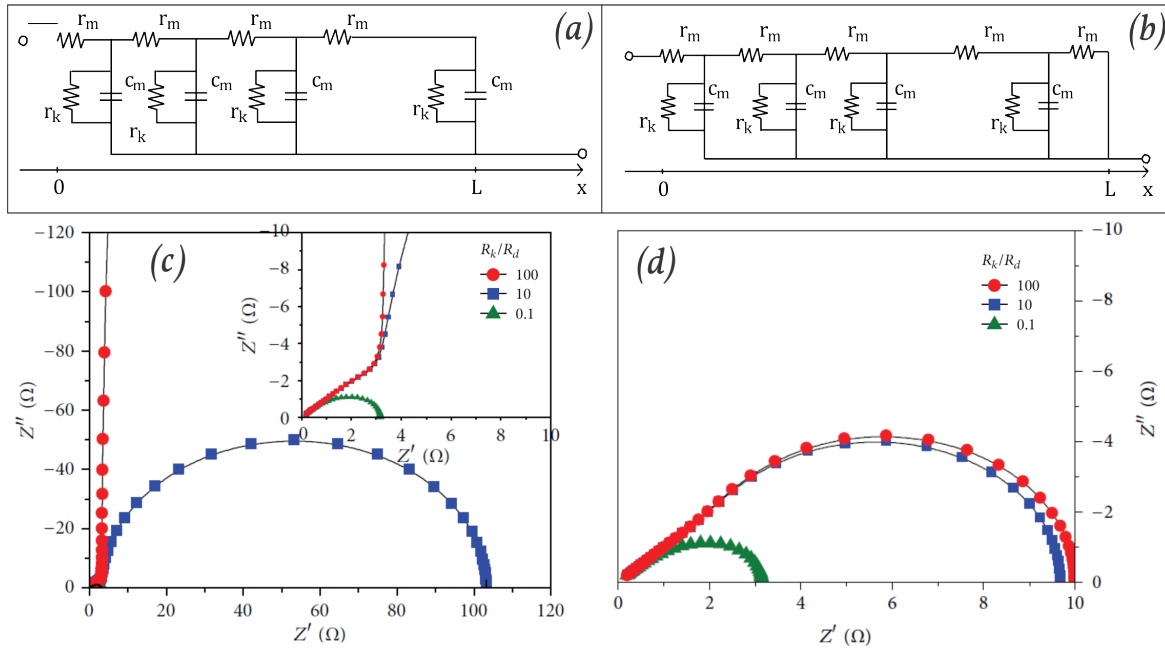 (a)
r_m r_m r_m r_m
c_m c_m c_m c_m
r_k r_k r_k r_k
0 L x
(b)
r_m r_m r_m r_m r_m
c_m c_m c_m c_m
r_k r_k r_k r_k
0 L x
(c)
Z″ (Ω)
−120
−100
−80
−60
−40
−20
0
0 20 40 60 80 100 120
Z′ (Ω)
Z″ (Ω)
−10
−8
−6
−4
−2
0
0 2 4 6 8 10
Z′ (Ω)
R_k/R_d
100
10
0.1
(d)
R_k/R_d
100
10
0.1
−10
−8
−6
−4
−2
0
Z″ (Ω)
0 2 4 6 8 10
Z′ (Ω)